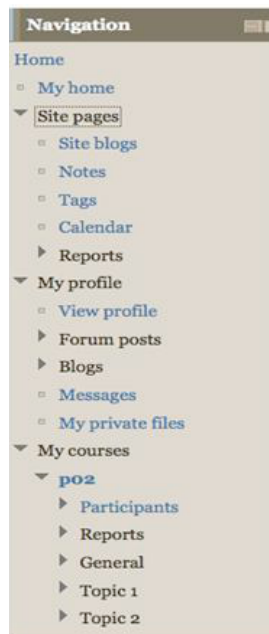 Navigation
Home
My home
Site pages
Site blogs
Notes
Tags
Calendar
Reports
My profile
View profile
Forum posts
Blogs
Messages
My private files
My courses
p02
Participants
Reports
General
Topic 1
Topic 2